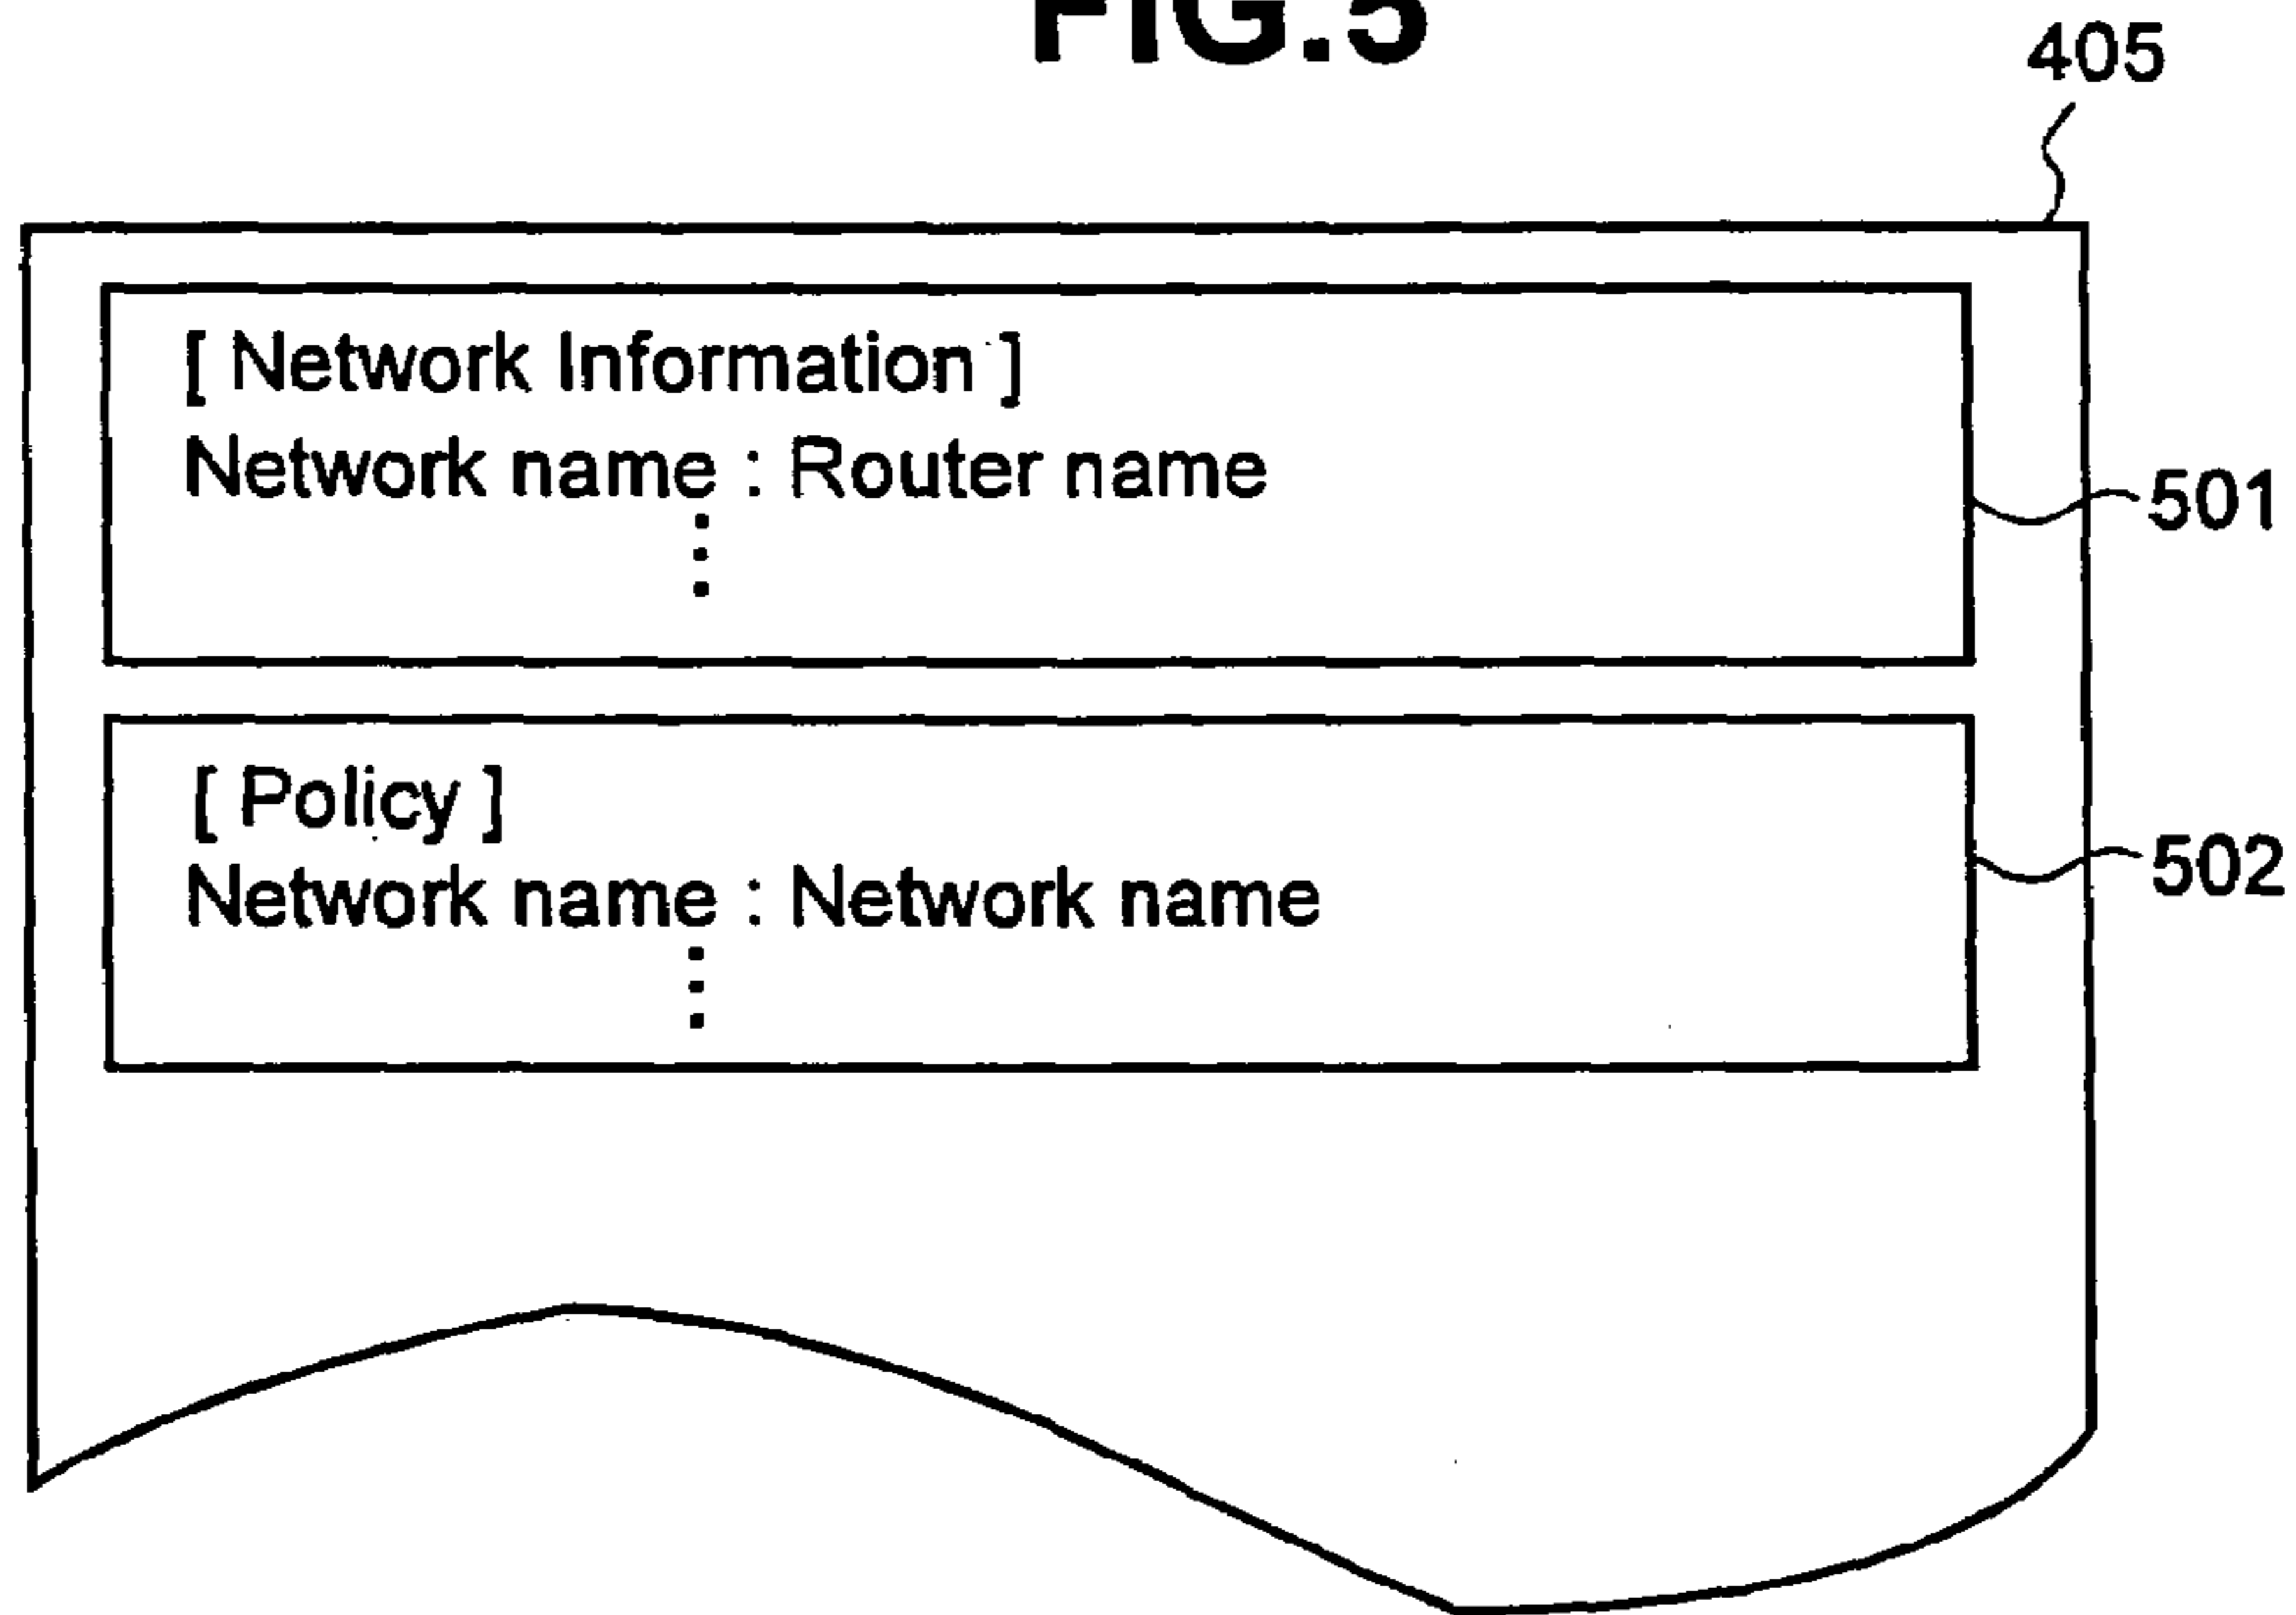 FIG.5
405
[ Network Information ]
Network name : Router name
501
[ Policy ]
Network name : Network name
502